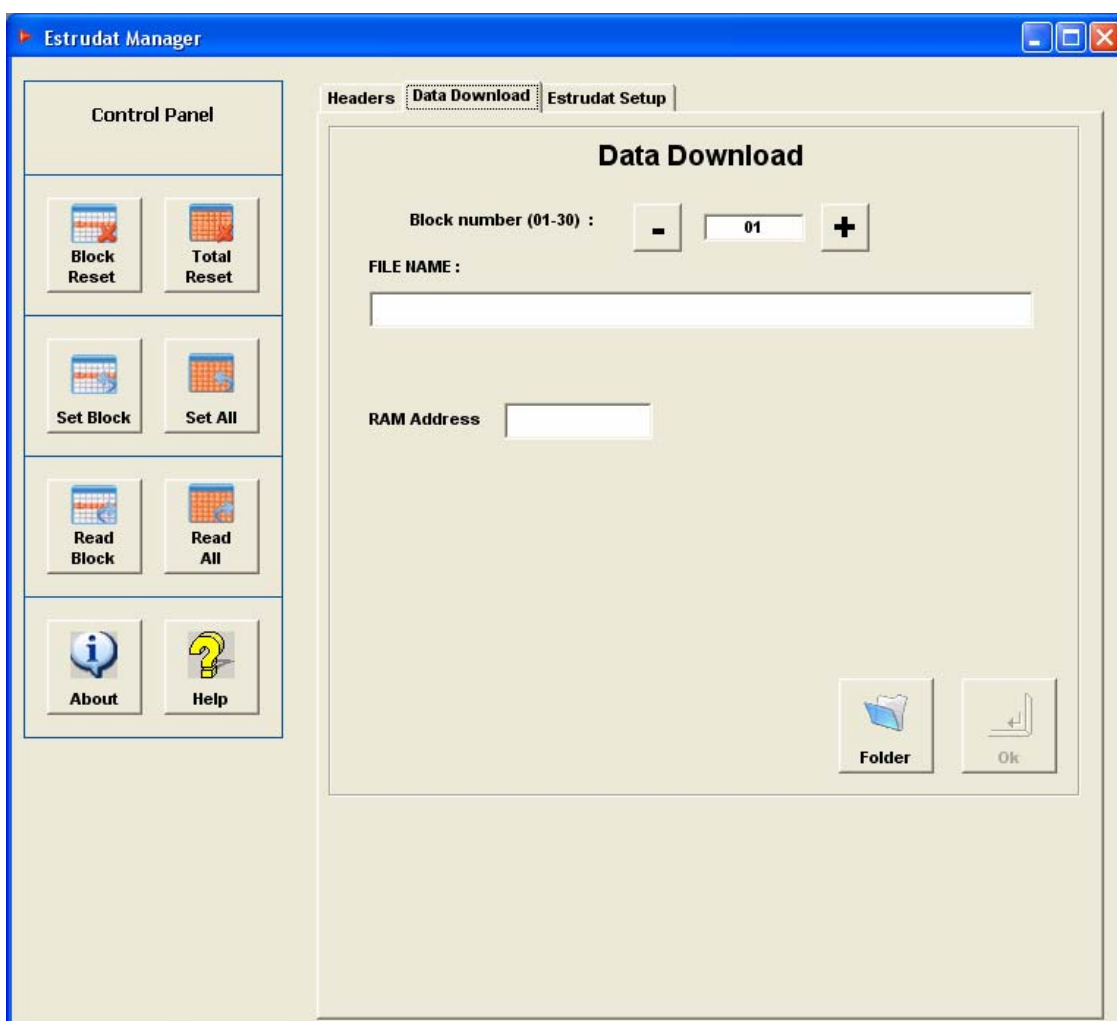 Estrudat Manager
Control Panel
Block
Reset
Total
Reset
Set Block
Set All
Read
Block
Read
All
About
Help
Headers
Data Download
Estrudat Setup
Data Download
Block number (01-30) :
-
01
+
FILE NAME :
RAM Address
Folder
Ok